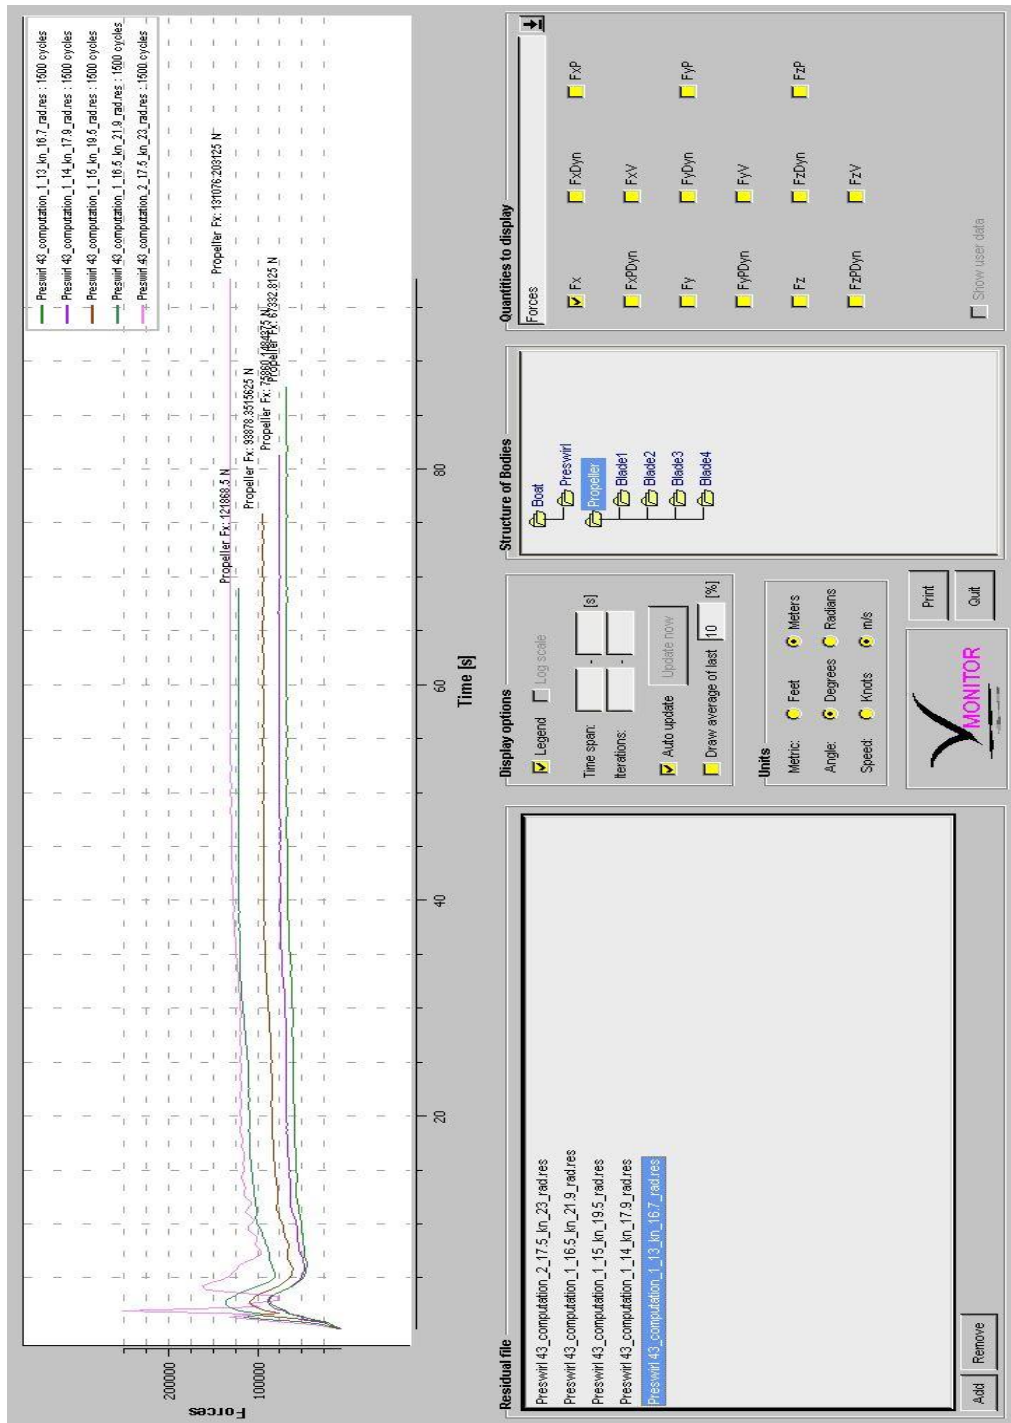 Preswirl 43_computation_1_13_kn_16.7_rad.res : 1500 cycles
Preswirl 43_computation_1_14_kn_17.9_rad.res : 1500 cycles
Preswirl 43_computation_1_15_kn_19.5_rad.res : 1500 cycles
Preswirl 43_computation_1_16.5_kn_21.9_rad.res : 1500 cycles
Preswirl 43_computation_2_17.5_kn_23_rad.res : 1500 cycles
Propeller Fx: 131076.203125 N
Propeller Fx: 121868.5 N
Propeller Fx: 93878.3515625 N
Propeller Fx: 75860.1484375 N
Propeller Fx: 67332.8125 N
Forces
200000
100000
20
40
60
80
Time [s]
Residual file
Preswirl 43_computation_2_17.5_kn_23_rad.res
Preswirl 43_computation_1_16.5_kn_21.9_rad.res
Preswirl 43_computation_1_15_kn_19.5_rad.res
Preswirl 43_computation_1_14_kn_17.9_rad.res
Preswirl 43_computation_1_13_kn_16.7_rad.res
Add
Remove
Display options
Legend
Log scale
Time span:
-
[s]
Iterations:
-
Auto update
Update now
Draw average of last
10
[%]
Units
Metric:
Feet
Meters
Angle:
Degrees
Radians
Speed:
Knots
m/s
MONITOR
Print
Quit
Structure of Bodies
Boat
Preswirl
Propeller
Blade1
Blade2
Blade3
Blade4
Quantities to display
Forces
Fx
FxDyn
FxP
FxPDyn
FxV
Fy
FyDyn
FyP
FyPDyn
FyV
Fz
FzDyn
FzP
FzPDyn
FzV
Show user data